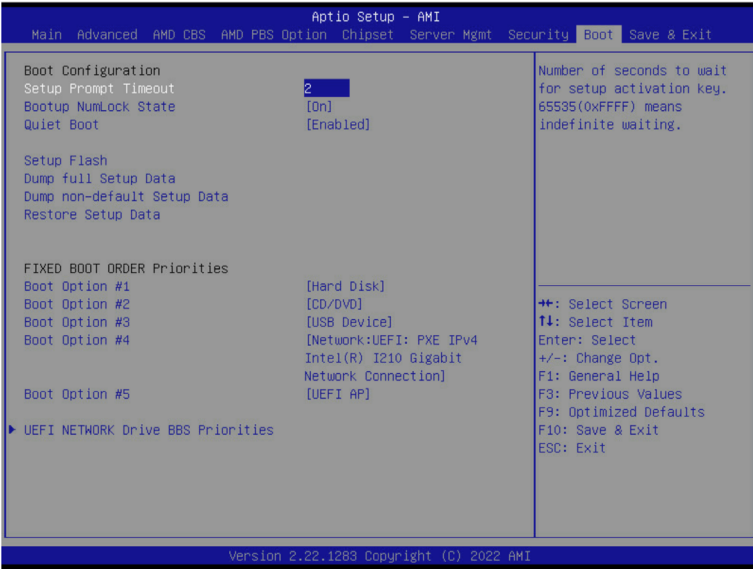 Aptio Setup - AMI
Main Advanced AMD CBS AMD PBS Option Chipset Server Mgmt Security Boot Save & Exit
Boot Configuration
Setup Prompt Timeout 2
Bootup NumLock State [On]
Quiet Boot [Enabled]
Setup Flash
Dump full Setup Data
Dump non-default Setup Data
Restore Setup Data
FIXED BOOT ORDER Priorities
Boot Option #1 [Hard Disk]
Boot Option #2 [CD/DVD]
Boot Option #3 [USB Device]
Boot Option #4 [Network:UEFI: PXE IPv4
Intel(R) I210 Gigabit
Network Connection]
Boot Option #5 [UEFI AP]
UEFI NETWORK Drive BBS Priorities
Number of seconds to wait
for setup activation key.
65535(0xFFFF) means
indefinite waiting.
→←: Select Screen
↑↓: Select Item
Enter: Select
+/-: Change Opt.
F1: General Help
F3: Previous Values
F9: Optimized Defaults
F10: Save & Exit
ESC: Exit
Version 2.22.1283 Copyright (C) 2022 AMI